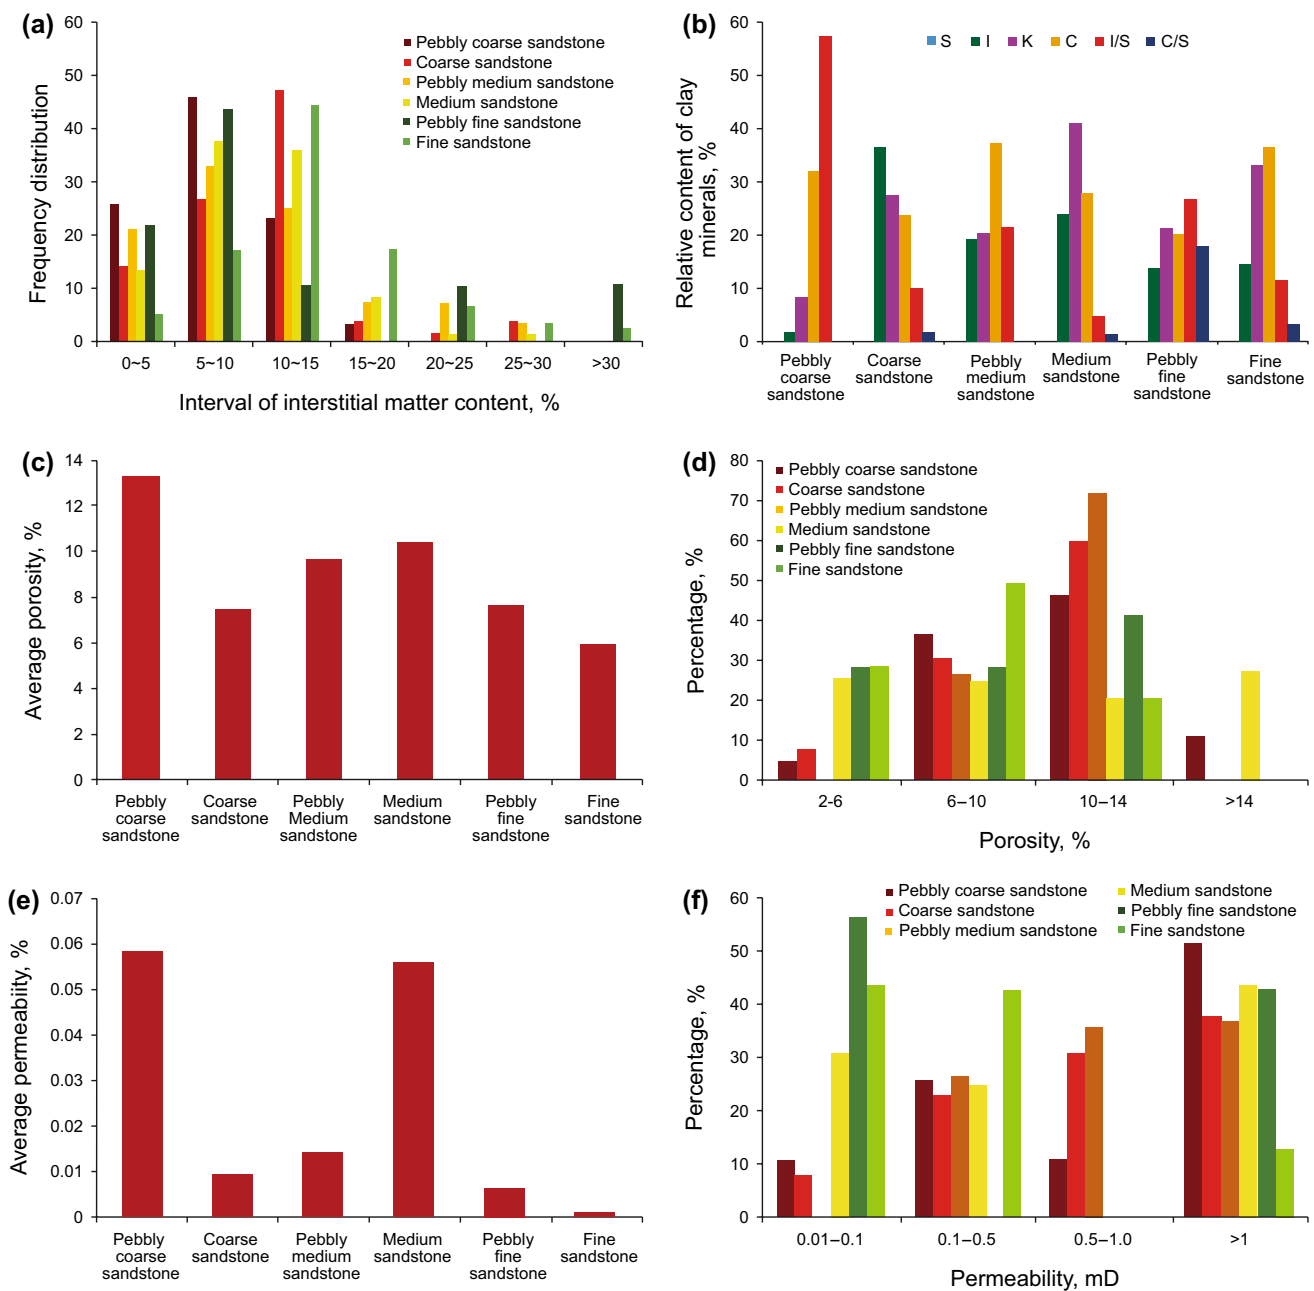 (a)
60
50
40
30
20
10
0
Frequency distribution
Pebbly coarse sandstone
Coarse sandstone
Pebbly medium sandstone
Medium sandstone
Pebbly fine sandstone
Fine sandstone
0~5 5~10 10~15 15~20 20~25 25~30 >30
Interval of interstitial matter content, %
(b)
60
50
40
30
20
10
0
Relative content of clay
minerals, %
S I K C I/S C/S
Pebbly
coarse
sandstone
Coarse
sandstone
Pebbly
medium
sandstone
Medium
sandstone
Pebbly
fine
sandstone
Fine
sandstone
(c)
14
12
10
8
6
4
2
0
Average porosity, %
Pebbly
coarse
sandstone
Coarse
sandstone
Pebbly
Medium
sandstone
Medium
sandstone
Pebbly
fine
sandstone
Fine
sandstone
(d)
80
70
60
50
40
30
20
10
0
Percentage, %
Pebbly coarse sandstone
Coarse sandstone
Pebbly medium sandstone
Medium sandstone
Pebbly fine sandstone
Fine sandstone
2-6 6–10 10–14 >14
Porosity, %
(e)
0.07
0.06
0.05
0.04
0.03
0.02
0.01
0
Average permeabiity, %
Pebbly
coarse
sandstone
Coarse
sandstone
Pebbly
medium
sandstone
Medium
sandstone
Pebbly
fine
sandstone
Fine
sandstone
(f)
60
50
40
30
20
10
0
Percentage, %
Pebbly coarse sandstone
Coarse sandstone
Pebbly medium sandstone
Medium sandstone
Pebbly fine sandstone
Fine sandstone
0.01–0.1 0.1–0.5 0.5–1.0 >1
Permeability, mD